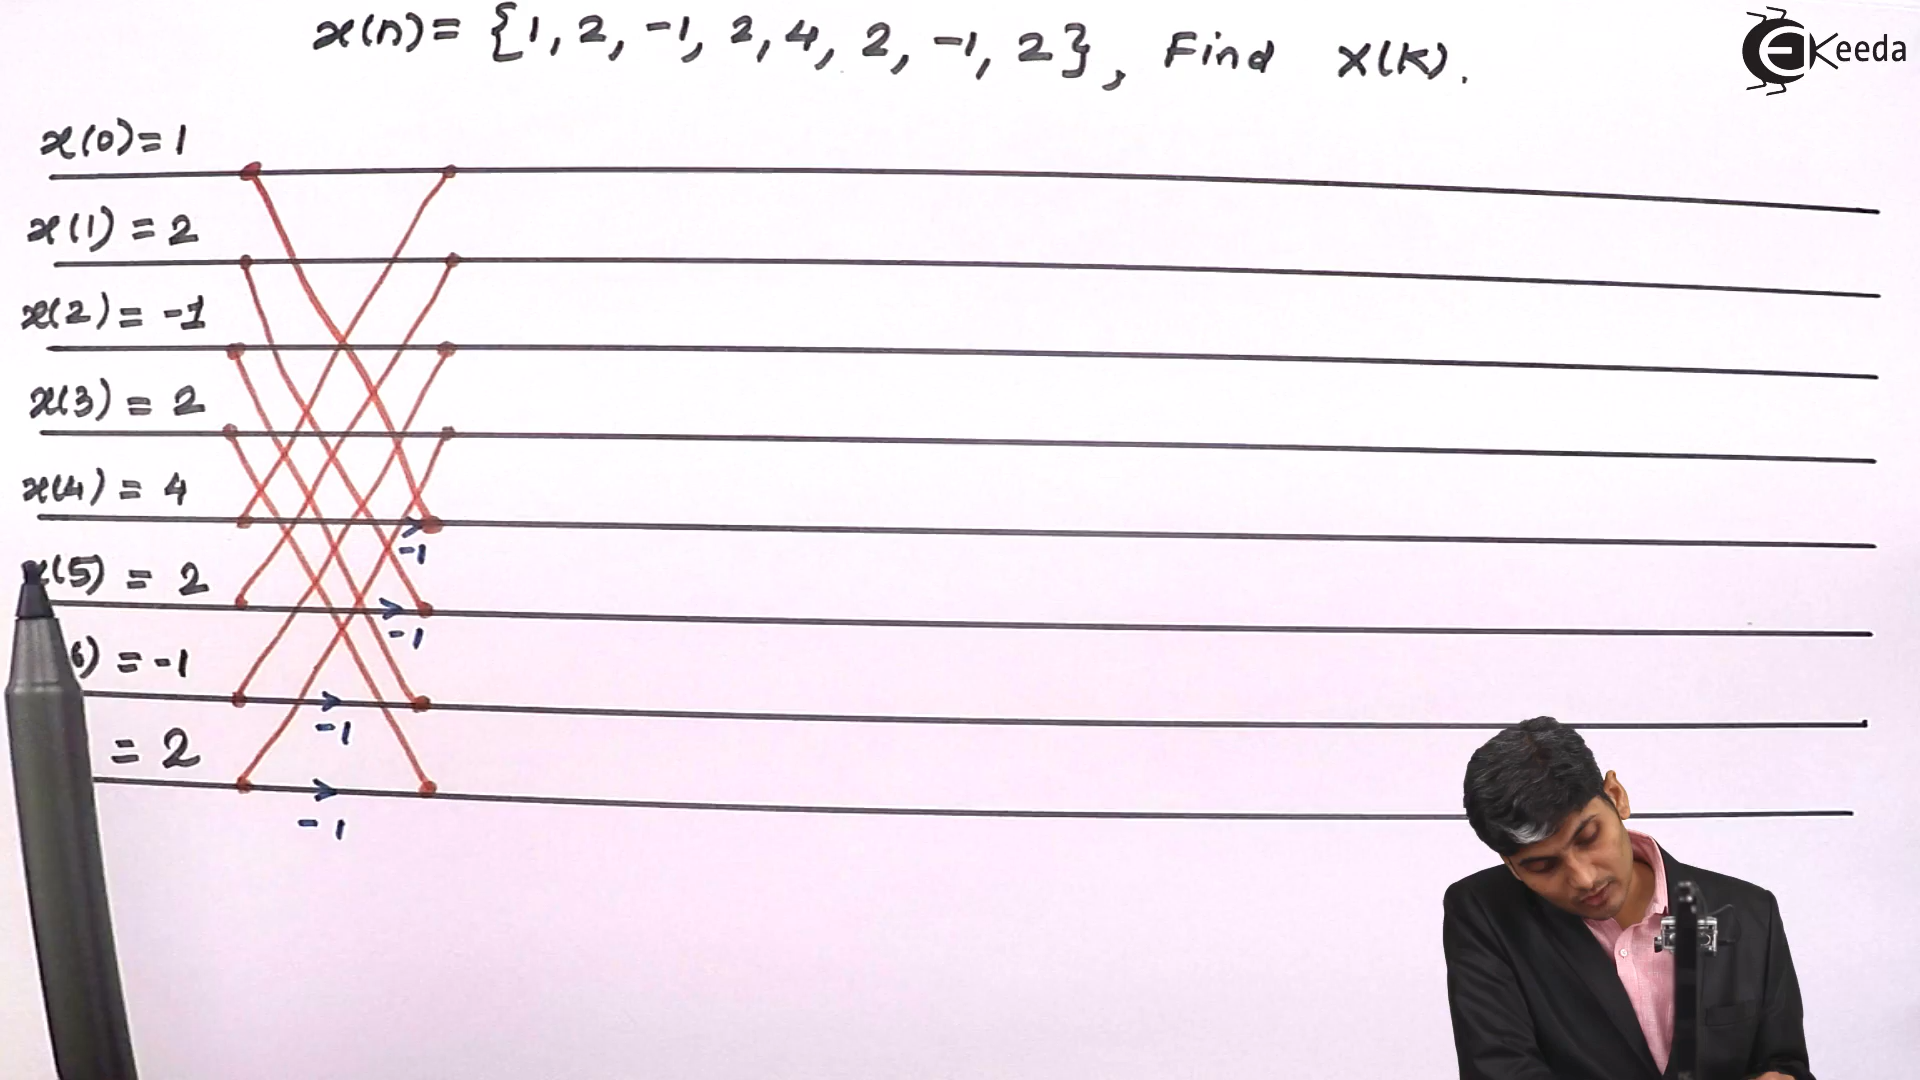 x(n) = {1, 2, -1, 2, 4, 2, -1, 2}, Find X(K).
EKeeda
x(0) = 1
x(1) = 2
x(2) = -1
x(3) = 2
x(4) = 4
-1
x(5) = 2
-1
6) = -1
-1
= 2
-1